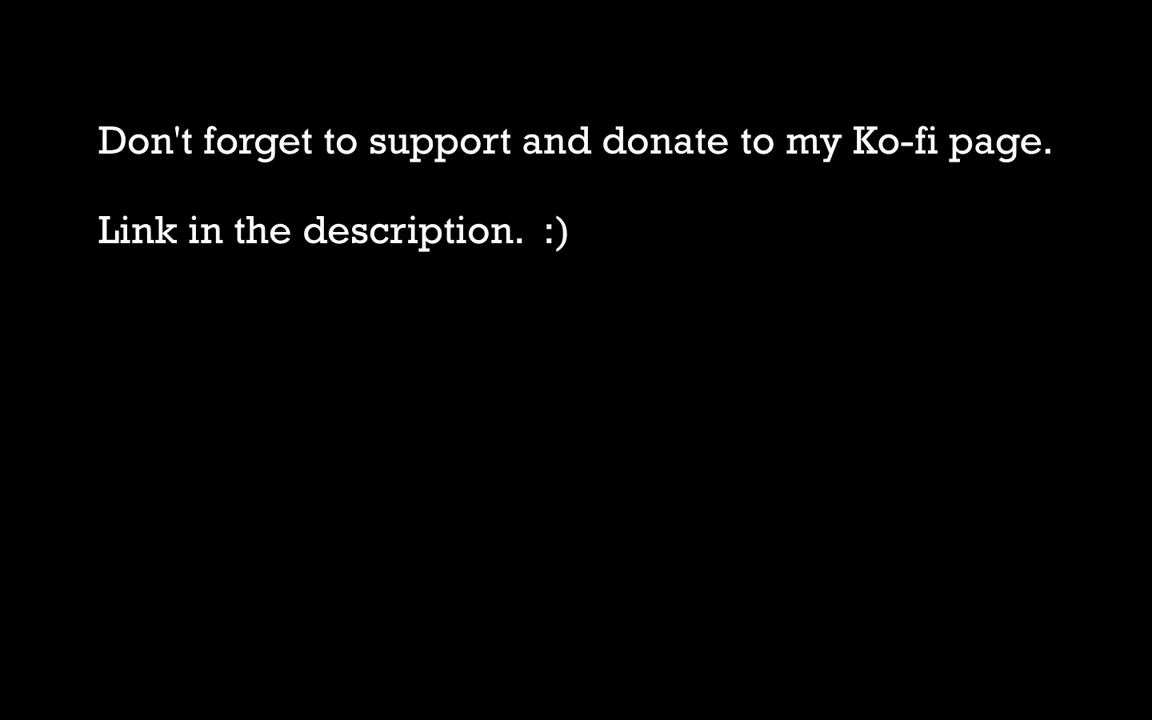 Don't forget to support and donate to my Ko-fi page.
Link in the description.  :)